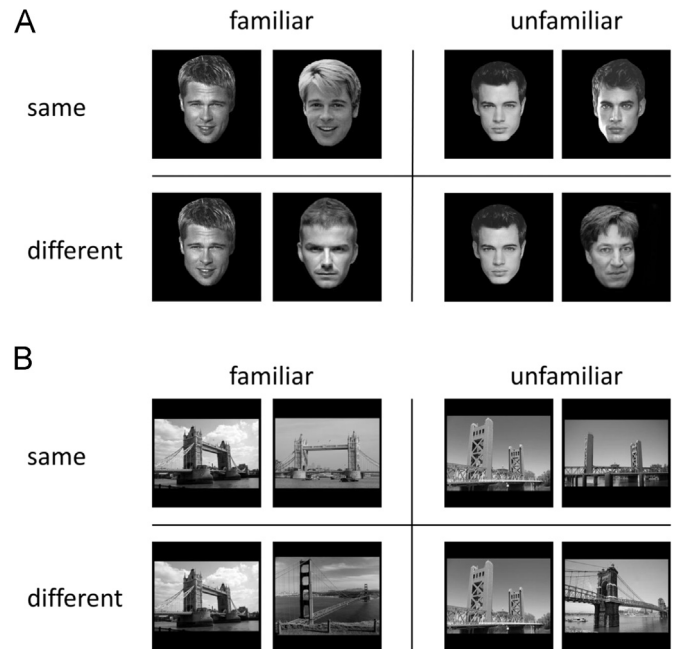 A
familiar unfamiliar
same
different
B
familiar unfamiliar
same
different